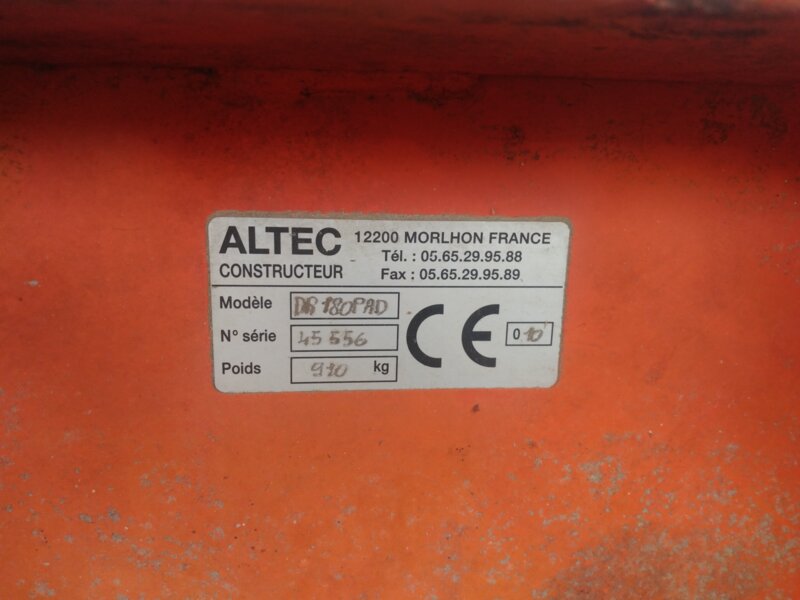 ALTEC 12200 MORLHON FRANCE
CONSTRUCTEUR Tél. : 05.65.29.95.88
Fax : 05.65.29.95.89
Modèle DR 180PAD
N° série 45 556
Poids 910 kg
CE 0 10